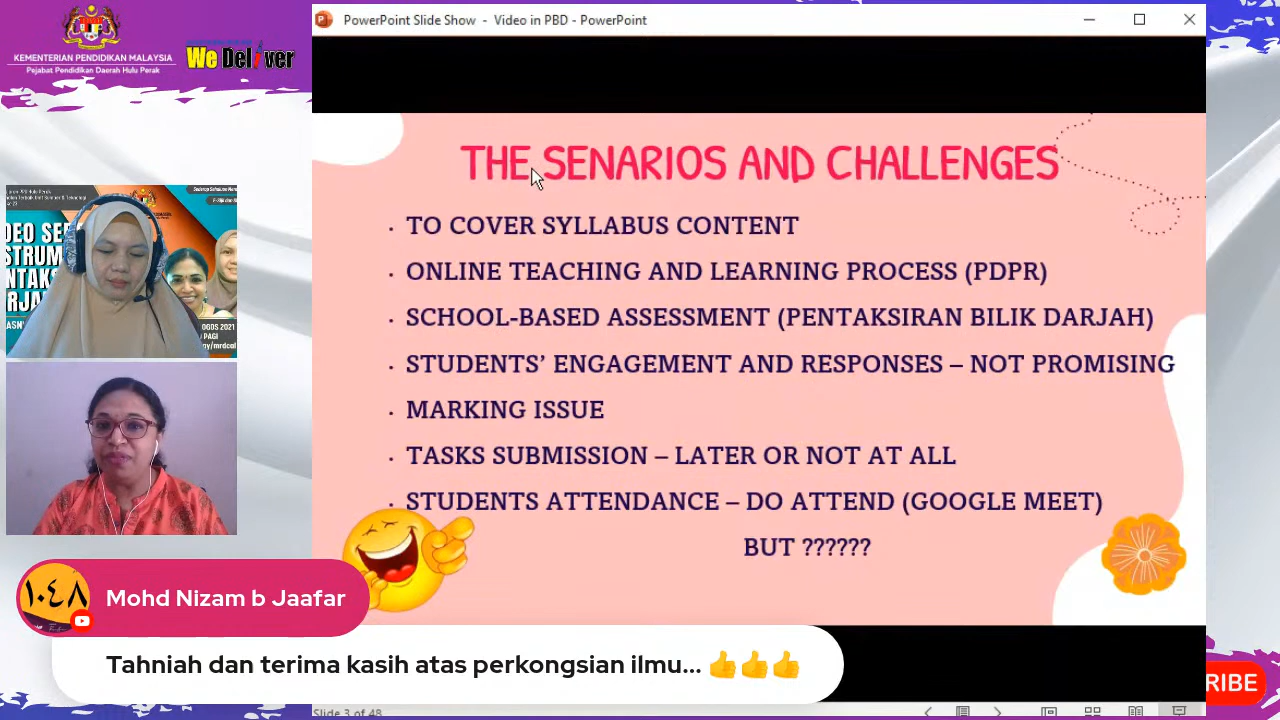 PowerPoint Slide Show - Video in PBD - PowerPoint
KEMENTERIAN PENDIDIKAN MALAYSIA
Pejabat Pendidikan Daerah Hulu Perak
We Deliver
THE SENARIOS AND CHALLENGES
· TO COVER SYLLABUS CONTENT
· ONLINE TEACHING AND LEARNING PROCESS (PDPR)
· SCHOOL-BASED ASSESSMENT (PENTAKSIRAN BILIK DARJAH)
· STUDENTS’ ENGAGEMENT AND RESPONSES – NOT PROMISING
· MARKING ISSUE
· TASKS SUBMISSION – LATER OR NOT AT ALL
· STUDENTS ATTENDANCE – DO ATTEND (GOOGLE MEET)
BUT ??????
١٠٤٨
Mohd Nizam b Jaafar
Tahniah dan terima kasih atas perkongsian ilmu... 👍👍👍
RIBE
Slide 3 of 48